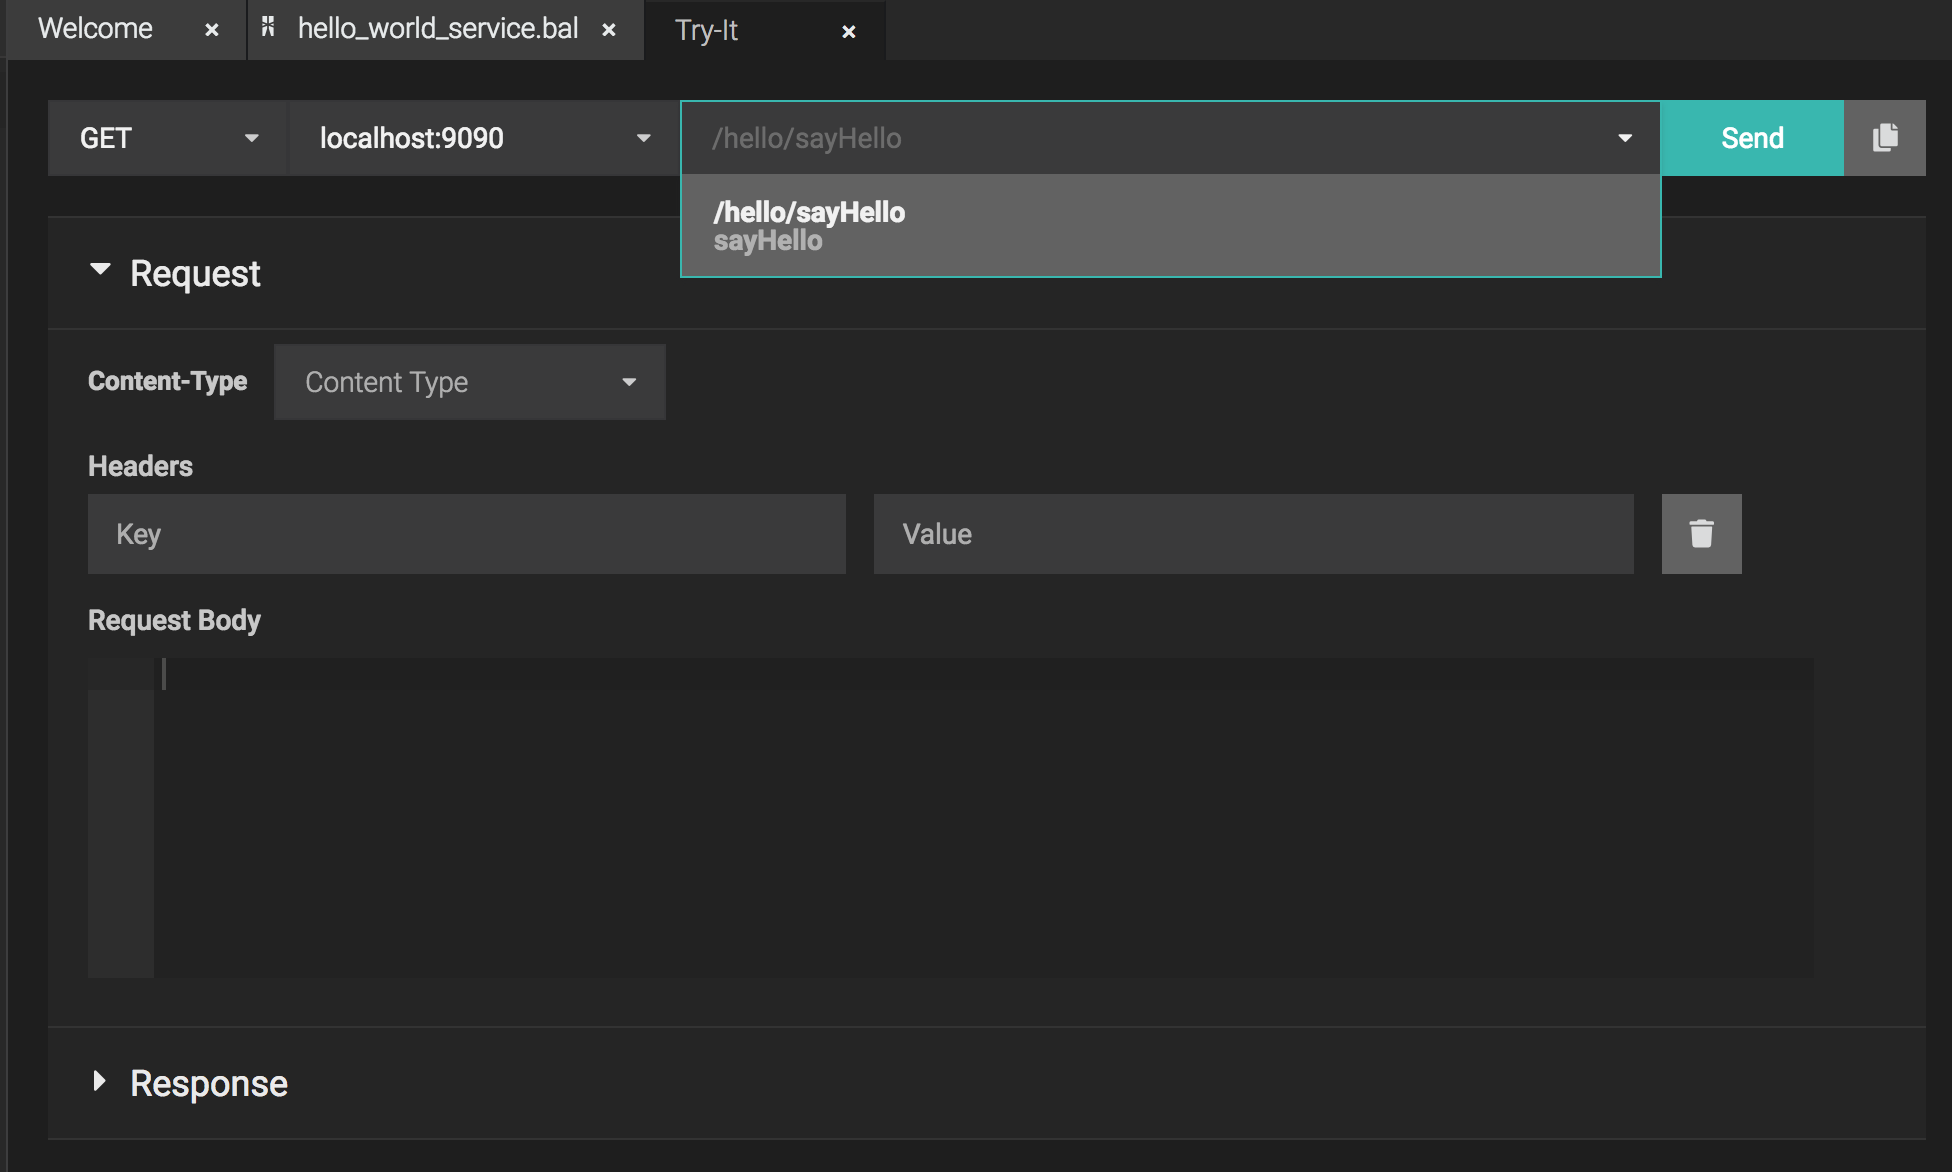 Welcome × hello_world_service.bal × Try-It ×
GET localhost:9090 /hello/sayHello Send
/hello/sayHello
sayHello
Request
Content-Type Content Type
Headers
Key Value
Request Body
Response